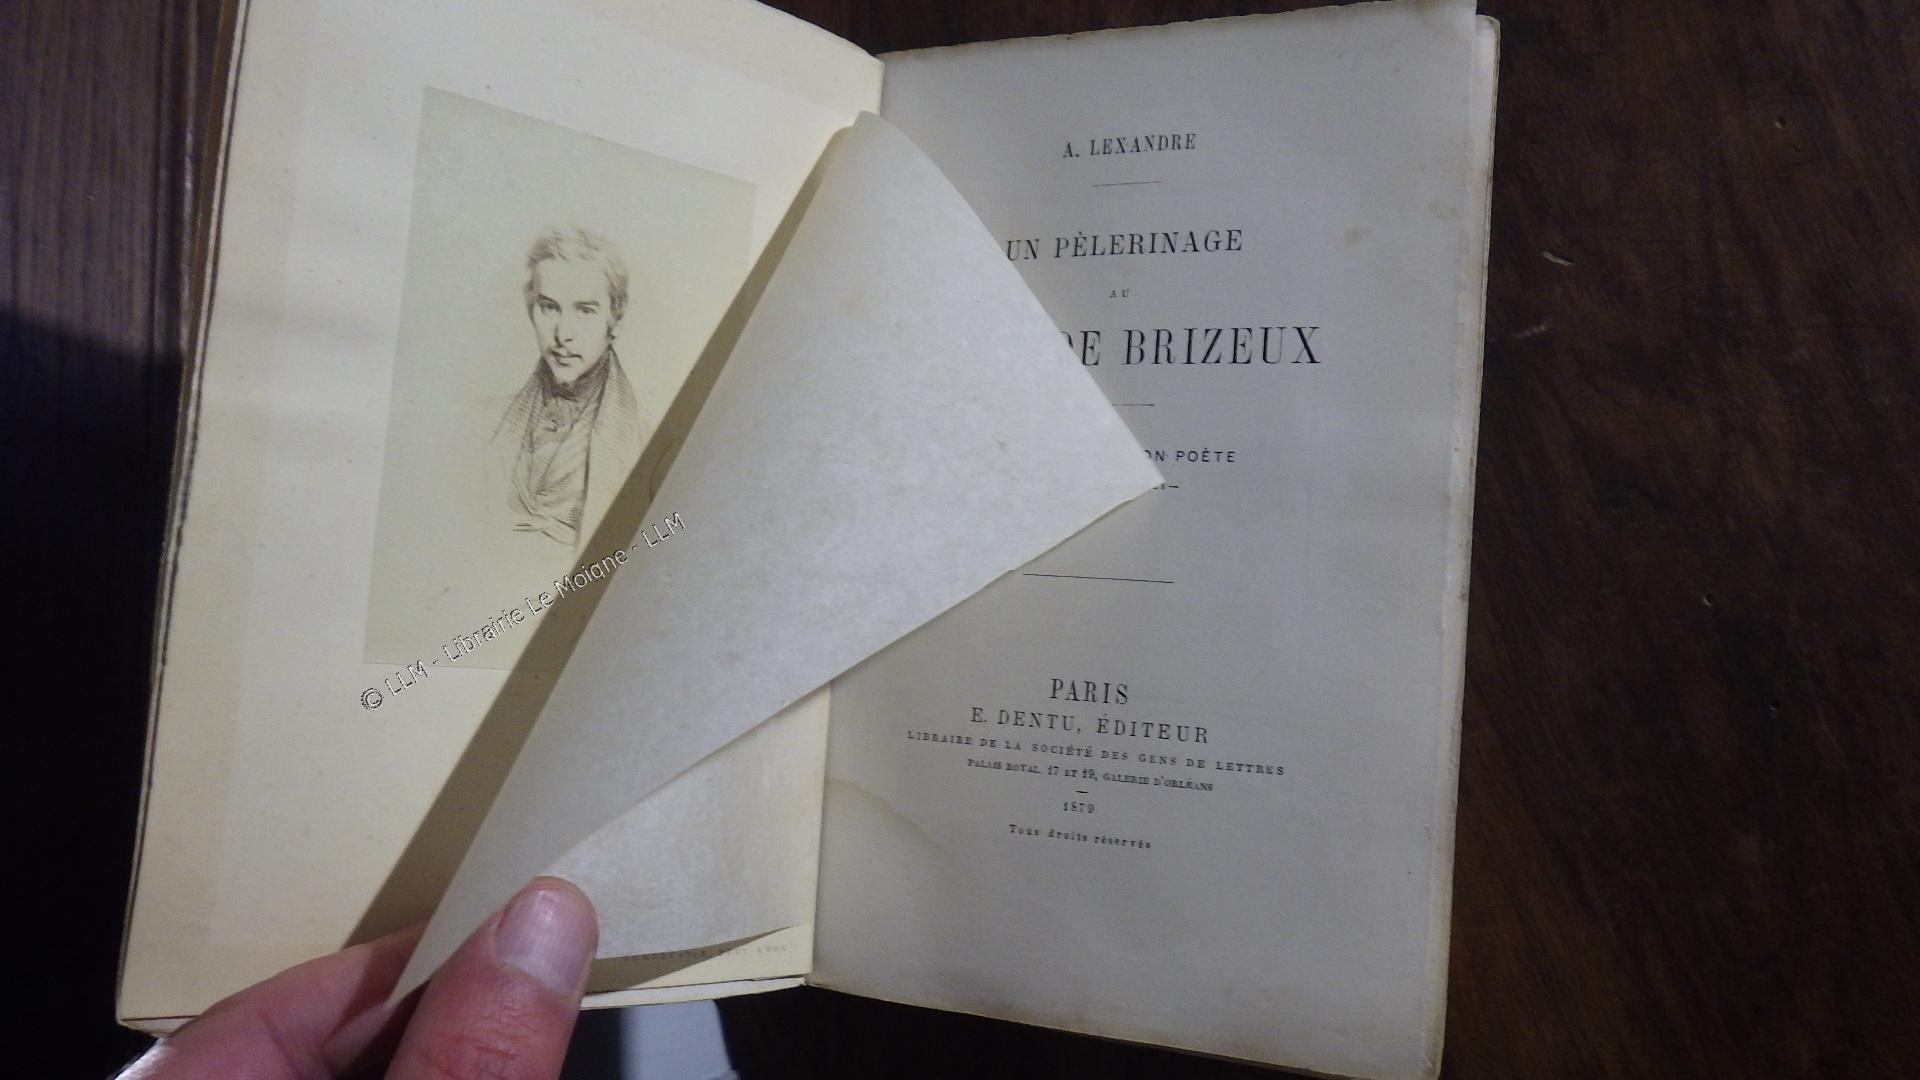 A. LEXANDRE
UN PÈLERINAGE
AU
DE BRIZEUX
POÈTE
PARIS
E. DENTU, ÉDITEUR
LIBRAIRE DE LA SOCIÉTÉ DES GENS DE LETTRES
PALAIS ROYAL, 17 ET 19, GALERIE D'ORLÉANS
1879
Tous droits réservés
© LLM - Librairie Le Moigne - LLM